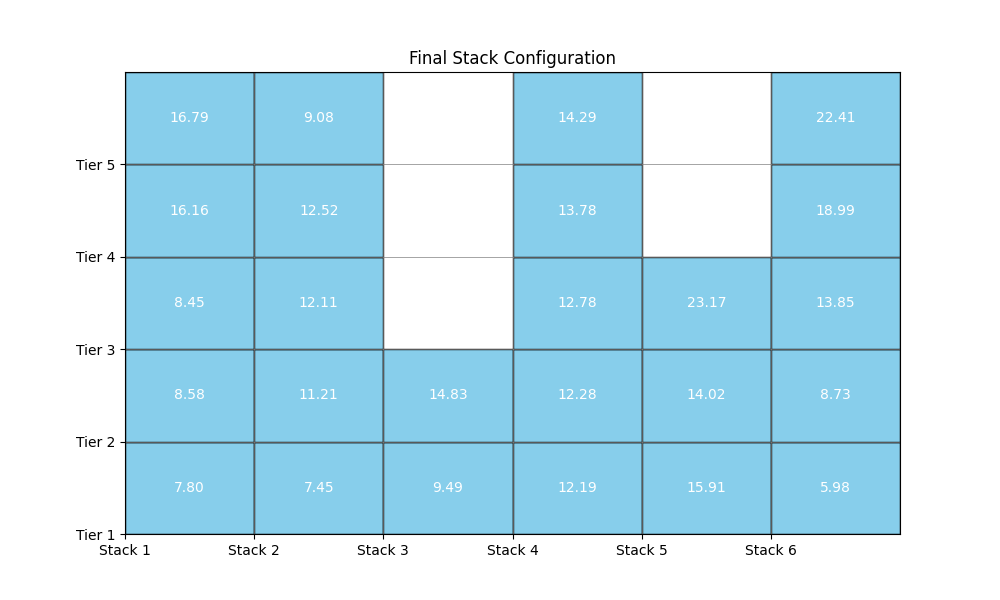 Final Stack Configuration
16.79 9.08 14.29 22.41
Tier 5
16.16 12.52 13.78 18.99
Tier 4
8.45 12.11 12.78 23.17 13.85
Tier 3
8.58 11.21 14.83 12.28 14.02 8.73
Tier 2
7.80 7.45 9.49 12.19 15.91 5.98
Tier 1
Stack 1 Stack 2 Stack 3 Stack 4 Stack 5 Stack 6